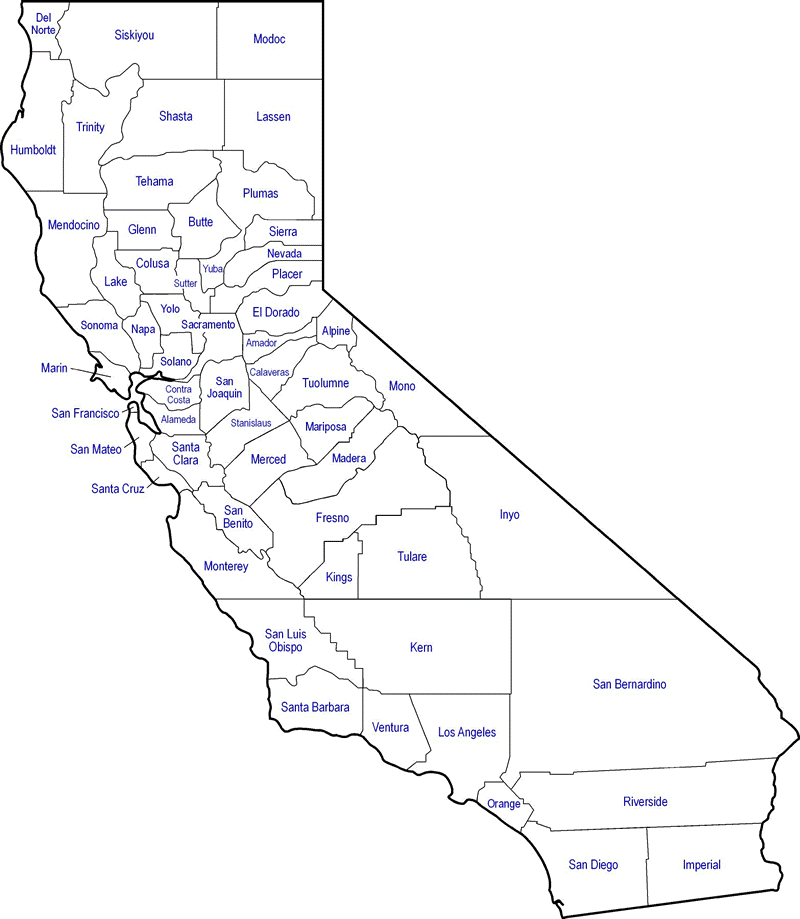 Del
Norte
Siskiyou
Modoc
Shasta
Lassen
Trinity
Humboldt
Tehama
Plumas
Mendocino
Glenn
Butte
Sierra
Nevada
Colusa
Yuba
Placer
Lake
Sutter
Yolo
El Dorado
Sonoma
Napa
Sacramento
Alpine
Amador
Solano
Marin
Calaveras
Tuolumne
Mono
San
Joaquin
Contra
Costa
San Francisco
Alameda
Stanislaus
Mariposa
San Mateo
Santa
Clara
Merced
Madera
Santa Cruz
San
Benito
Fresno
Inyo
Monterey
Kings
Tulare
San Luis
Obispo
Kern
San Bernardino
Santa Barbara
Ventura
Los Angeles
Orange
Riverside
San Diego
Imperial